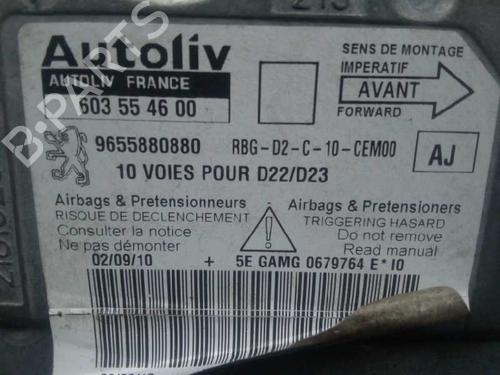 Autoliv
AUTOLIV FRANCE
603 55 46 00
SENS DE MONTAGE
IMPERATIF
AVANT
FORWARD
9655880880 RBG-D2-C-10-CEM00
AJ
10 VOIES POUR D22/D23
Airbags & Pretensionneurs
RISQUE DE DECLENCHEMENT
Consulter la notice
Ne pas démonter
Airbags & Pretensioners
TRIGGERING HASARD
Do not remove
Read manual
02/09/10 + 5E GAMG 0679764 E*10
B-PARTS